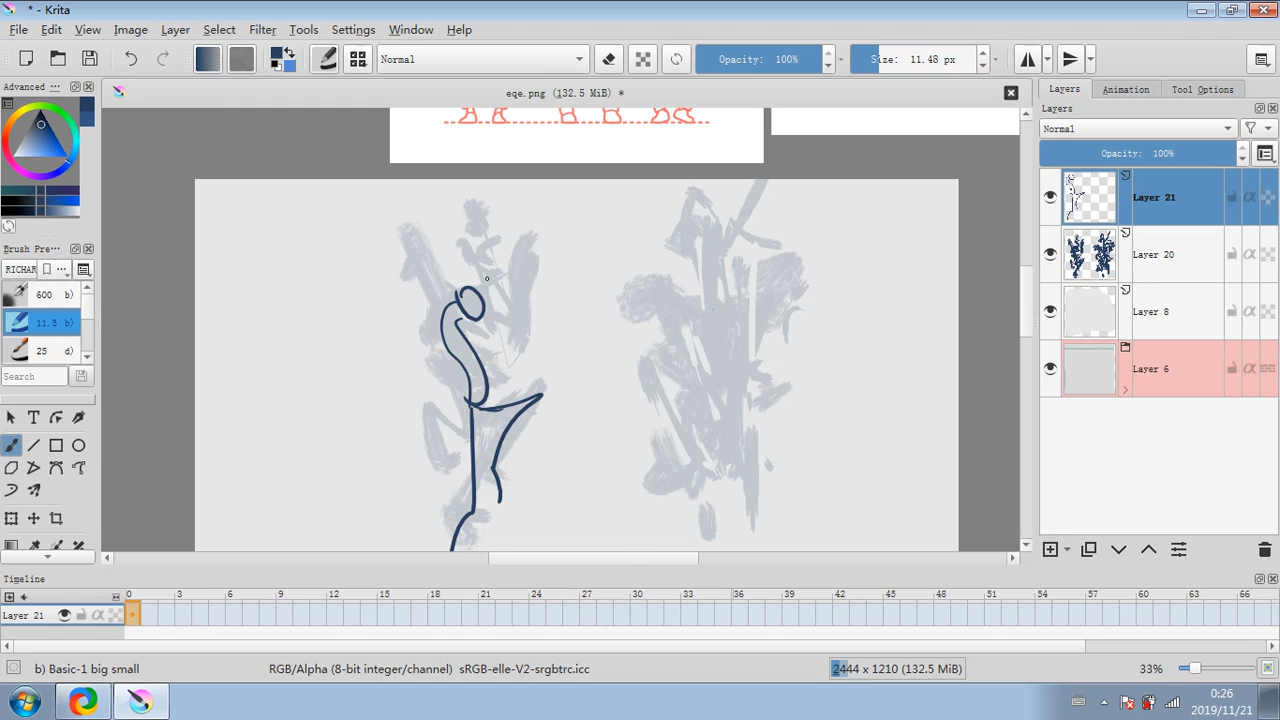 * - Krita
File Edit View Image Layer Select Filter Tools Settings Window Help
Normal Opacity: 100% Size: 11.48 px
Advanced ...
eqe.png (132.5 MiB) *
Layers Animation Tool Options
Layers
Normal
Opacity: 100%
Layer 21
Layer 20
Layer 8
Layer 6
Brush Pre...
RICHAR ...
600 b)
11.5 b)
25 d)
Search
Timeline
0 3 6 9 12 15 18 21 24 27 30 33 36 39 42 45 48 51 54 57 60 63 66
Layer 21
b) Basic-1 big small RGB/Alpha (8-bit integer/channel) sRGB-elle-V2-srgbtrc.icc 2444 x 1210 (132.5 MiB) 33%
0:26
2019/11/21